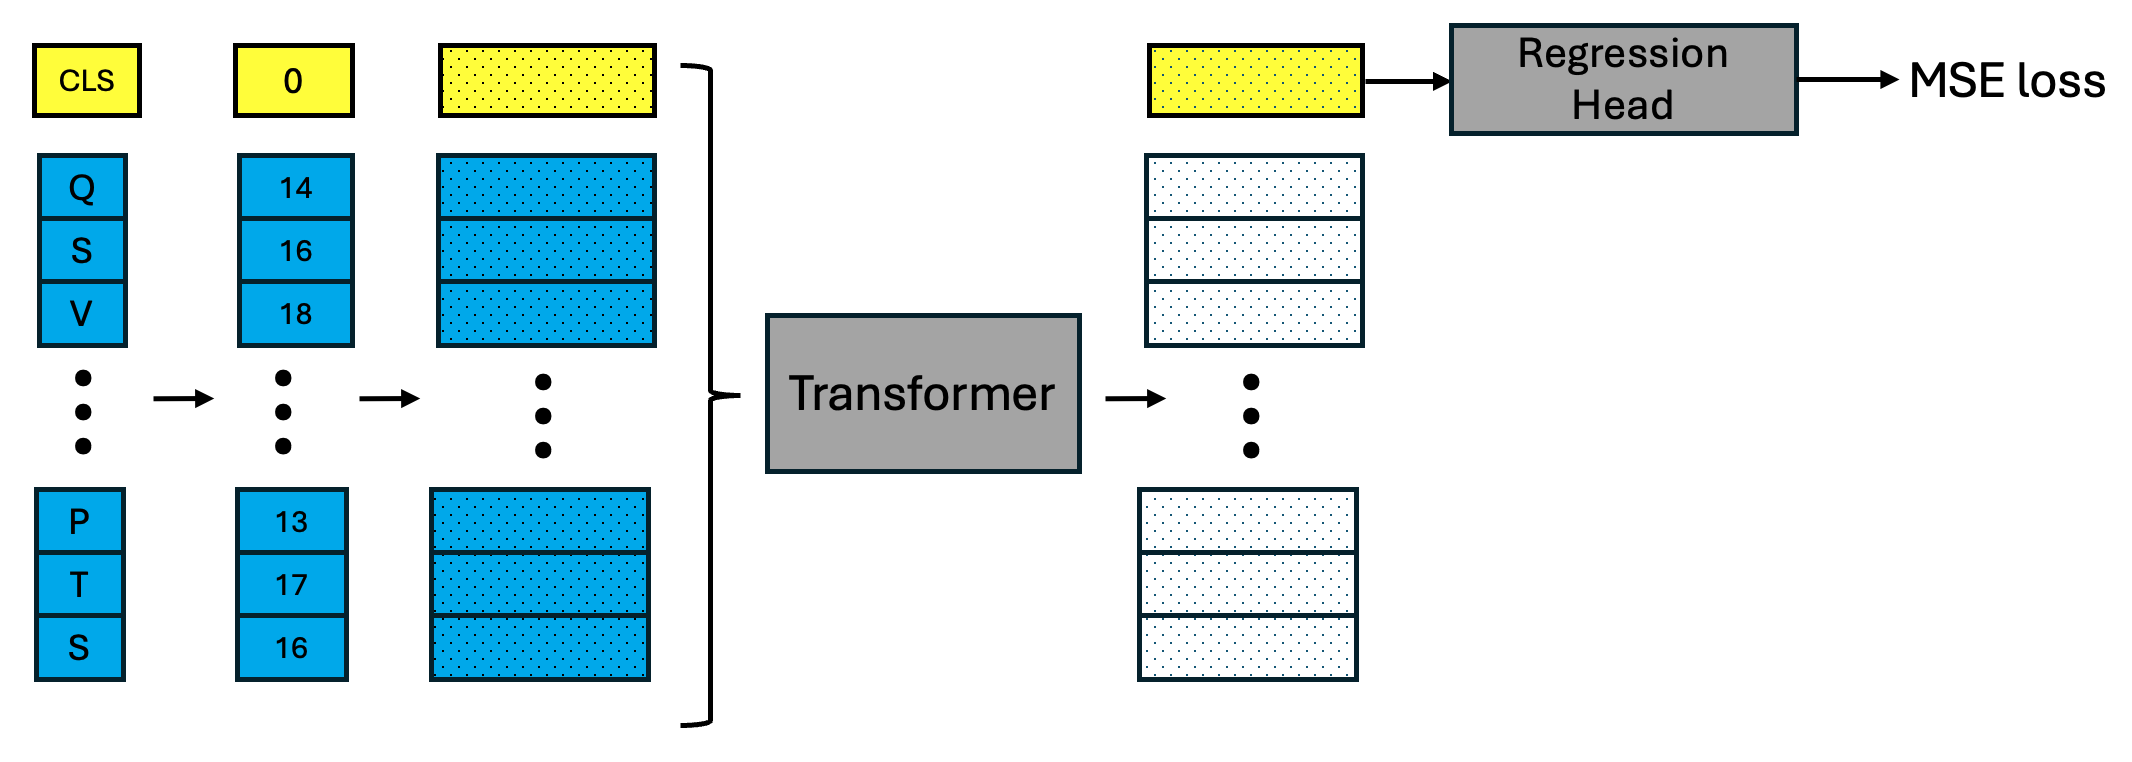 CLS
0
Regression
Head
MSE loss
Q
14
S
16
V
18
Transformer
P
13
T
17
S
16